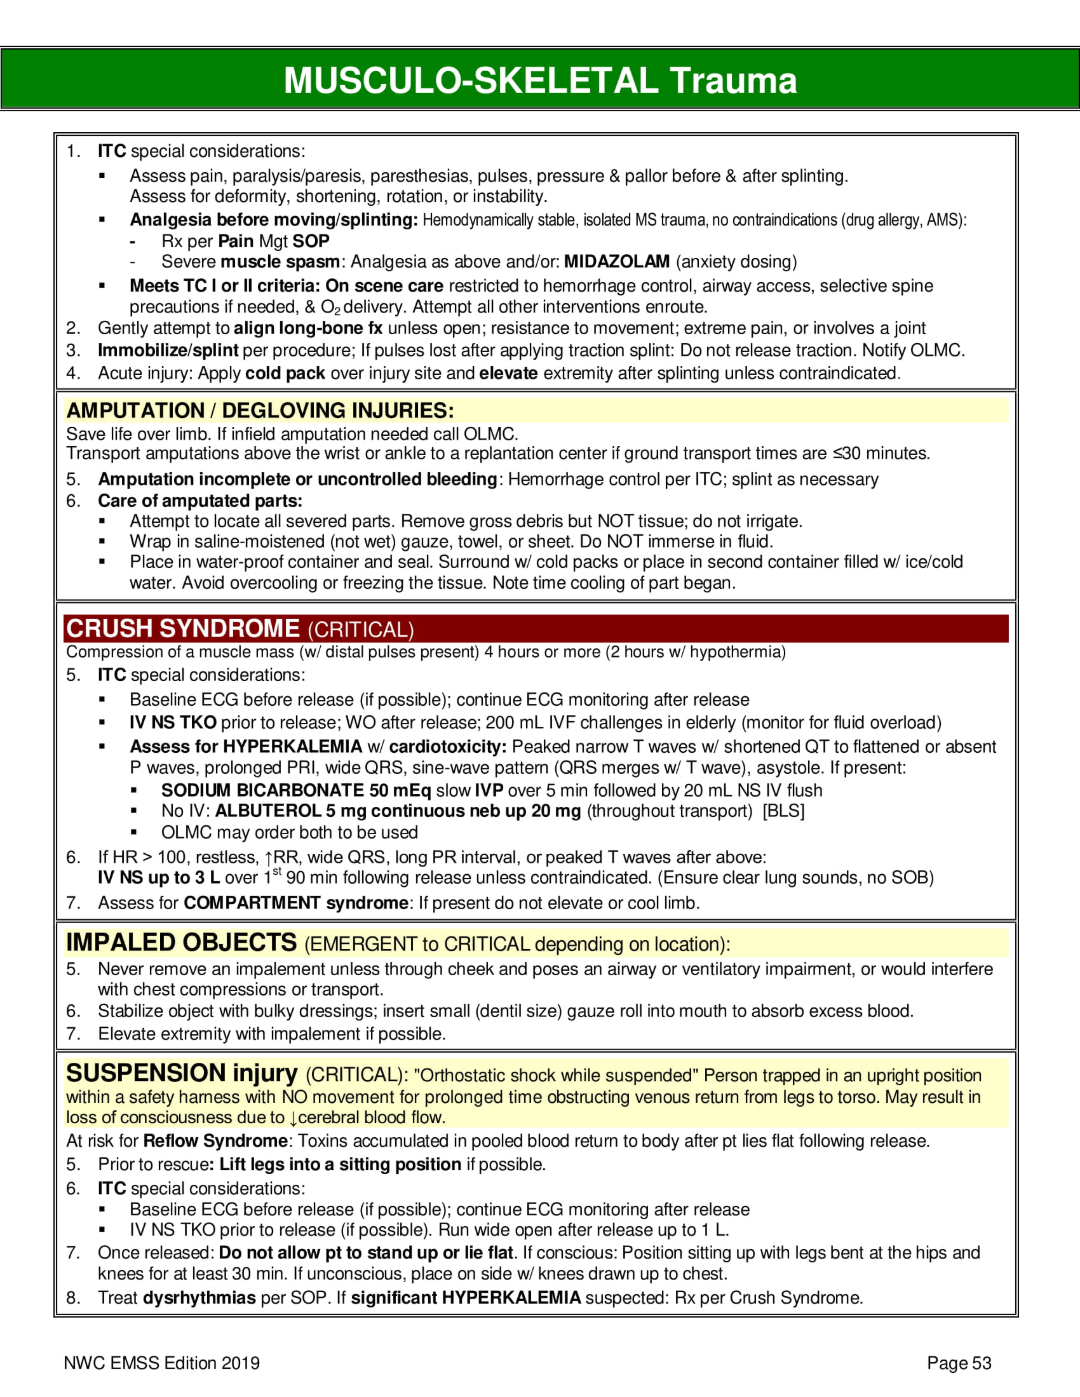 MUSCULO-SKELETAL Trauma
1. ITC special considerations:
▪ Assess pain, paralysis/paresis, paresthesias, pulses, pressure & pallor before & after splinting.
Assess for deformity, shortening, rotation, or instability.
▪ Analgesia before moving/splinting: Hemodynamically stable, isolated MS trauma, no contraindications (drug allergy, AMS):
- Rx per Pain Mgt SOP
- Severe muscle spasm: Analgesia as above and/or: MIDAZOLAM (anxiety dosing)
▪ Meets TC I or II criteria: On scene care restricted to hemorrhage control, airway access, selective spine
precautions if needed, & O2 delivery. Attempt all other interventions enroute.
2. Gently attempt to align long-bone fx unless open; resistance to movement; extreme pain, or involves a joint
3. Immobilize/splint per procedure; If pulses lost after applying traction splint: Do not release traction. Notify OLMC.
4. Acute injury: Apply cold pack over injury site and elevate extremity after splinting unless contraindicated.
AMPUTATION / DEGLOVING INJURIES:
Save life over limb. If infield amputation needed call OLMC.
Transport amputations above the wrist or ankle to a replantation center if ground transport times are ≤30 minutes.
5. Amputation incomplete or uncontrolled bleeding: Hemorrhage control per ITC; splint as necessary
6. Care of amputated parts:
▪ Attempt to locate all severed parts. Remove gross debris but NOT tissue; do not irrigate.
▪ Wrap in saline-moistened (not wet) gauze, towel, or sheet. Do NOT immerse in fluid.
▪ Place in water-proof container and seal. Surround w/ cold packs or place in second container filled w/ ice/cold
water. Avoid overcooling or freezing the tissue. Note time cooling of part began.
CRUSH SYNDROME (CRITICAL)
Compression of a muscle mass (w/ distal pulses present) 4 hours or more (2 hours w/ hypothermia)
5. ITC special considerations:
▪ Baseline ECG before release (if possible); continue ECG monitoring after release
▪ IV NS TKO prior to release; WO after release; 200 mL IVF challenges in elderly (monitor for fluid overload)
▪ Assess for HYPERKALEMIA w/ cardiotoxicity: Peaked narrow T waves w/ shortened QT to flattened or absent
P waves, prolonged PRI, wide QRS, sine-wave pattern (QRS merges w/ T wave), asystole. If present:
▪ SODIUM BICARBONATE 50 mEq slow IVP over 5 min followed by 20 mL NS IV flush
▪ No IV: ALBUTEROL 5 mg continuous neb up 20 mg (throughout transport) [BLS]
▪ OLMC may order both to be used
6. If HR > 100, restless, ↑RR, wide QRS, long PR interval, or peaked T waves after above:
IV NS up to 3 L over 1st 90 min following release unless contraindicated. (Ensure clear lung sounds, no SOB)
7. Assess for COMPARTMENT syndrome: If present do not elevate or cool limb.
IMPALED OBJECTS (EMERGENT to CRITICAL depending on location):
5. Never remove an impalement unless through cheek and poses an airway or ventilatory impairment, or would interfere
with chest compressions or transport.
6. Stabilize object with bulky dressings; insert small (dentil size) gauze roll into mouth to absorb excess blood.
7. Elevate extremity with impalement if possible.
SUSPENSION injury (CRITICAL): "Orthostatic shock while suspended" Person trapped in an upright position
within a safety harness with NO movement for prolonged time obstructing venous return from legs to torso. May result in
loss of consciousness due to ↓cerebral blood flow.
At risk for Reflow Syndrome: Toxins accumulated in pooled blood return to body after pt lies flat following release.
5. Prior to rescue: Lift legs into a sitting position if possible.
6. ITC special considerations:
▪ Baseline ECG before release (if possible); continue ECG monitoring after release
▪ IV NS TKO prior to release (if possible). Run wide open after release up to 1 L.
7. Once released: Do not allow pt to stand up or lie flat. If conscious: Position sitting up with legs bent at the hips and
knees for at least 30 min. If unconscious, place on side w/ knees drawn up to chest.
8. Treat dysrhythmias per SOP. If significant HYPERKALEMIA suspected: Rx per Crush Syndrome.
NWC EMSS Edition 2019
Page 53